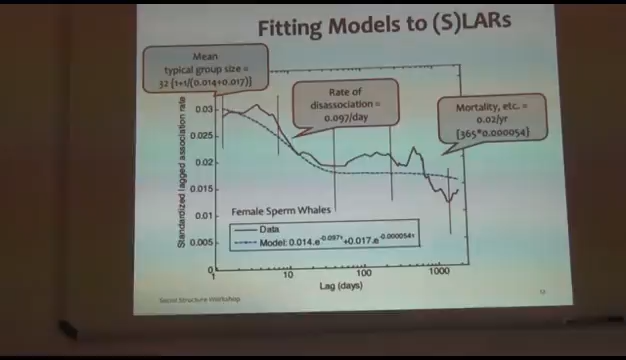 Fitting Models to (S)LARs
Mean
typical group size =
32 {1+1/(0.014+0.017)}
Rate of
disassociation =
0.097/day
Mortality, etc. =
0.02/yr
{365*0.000054}
Standardized lagged association rate
0.03
0.025
0.02
0.015
0.01
0.005
0
1
10
100
1000
Lag (days)
Female Sperm Whales
Data
Model: 0.014.e-0.097t+0.017.e-0.000054t
Social Structure Workshop